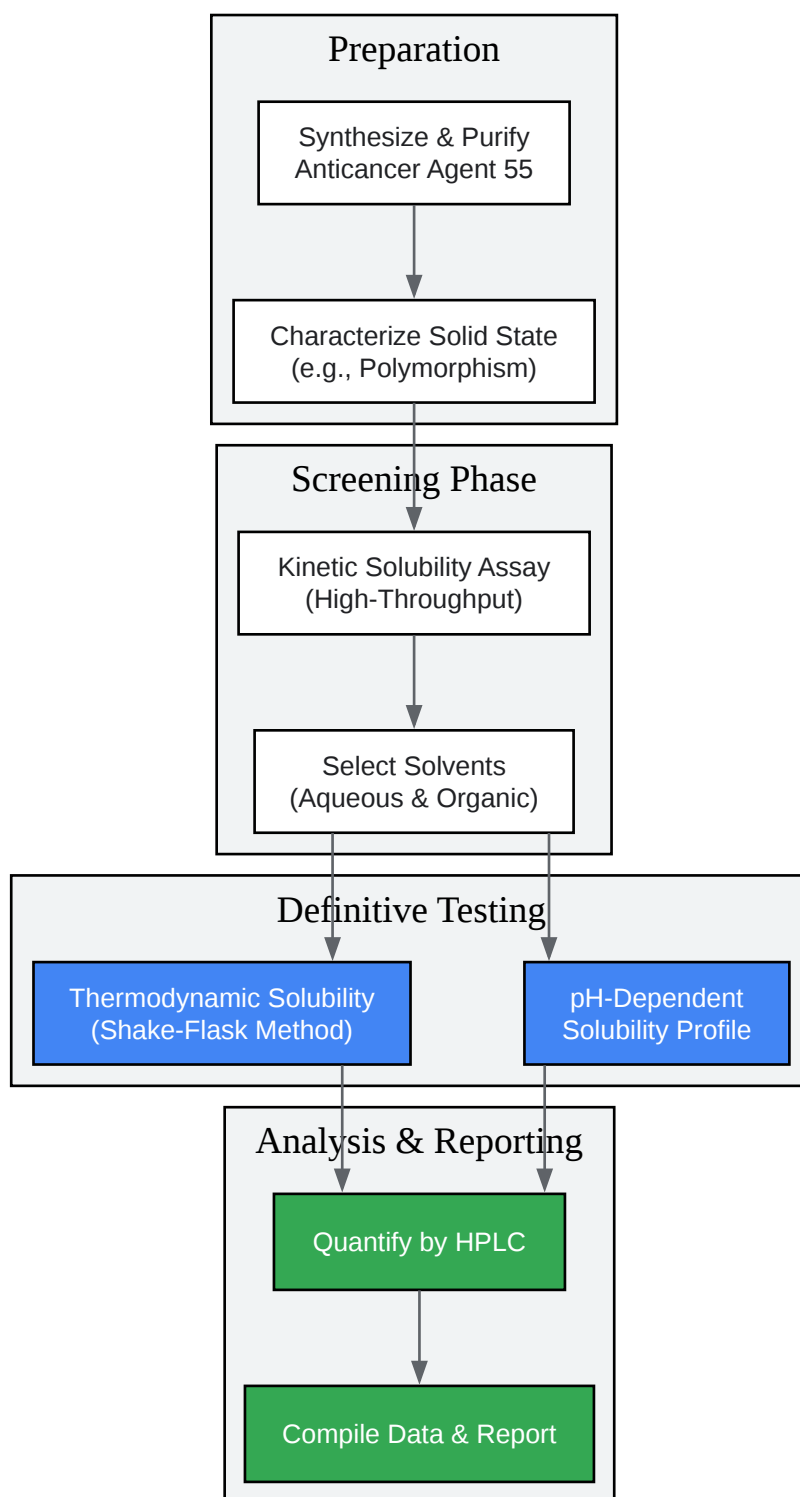 Preparation
Synthesize & Purify
Anticancer Agent 55
Characterize Solid State
(e.g., Polymorphism)
Screening Phase
Kinetic Solubility Assay
(High-Throughput)
Select Solvents
(Aqueous & Organic)
Definitive Testing
Thermodynamic Solubility
(Shake-Flask Method)
pH-Dependent
Solubility Profile
Analysis & Reporting
Quantify by HPLC
Compile Data & Report